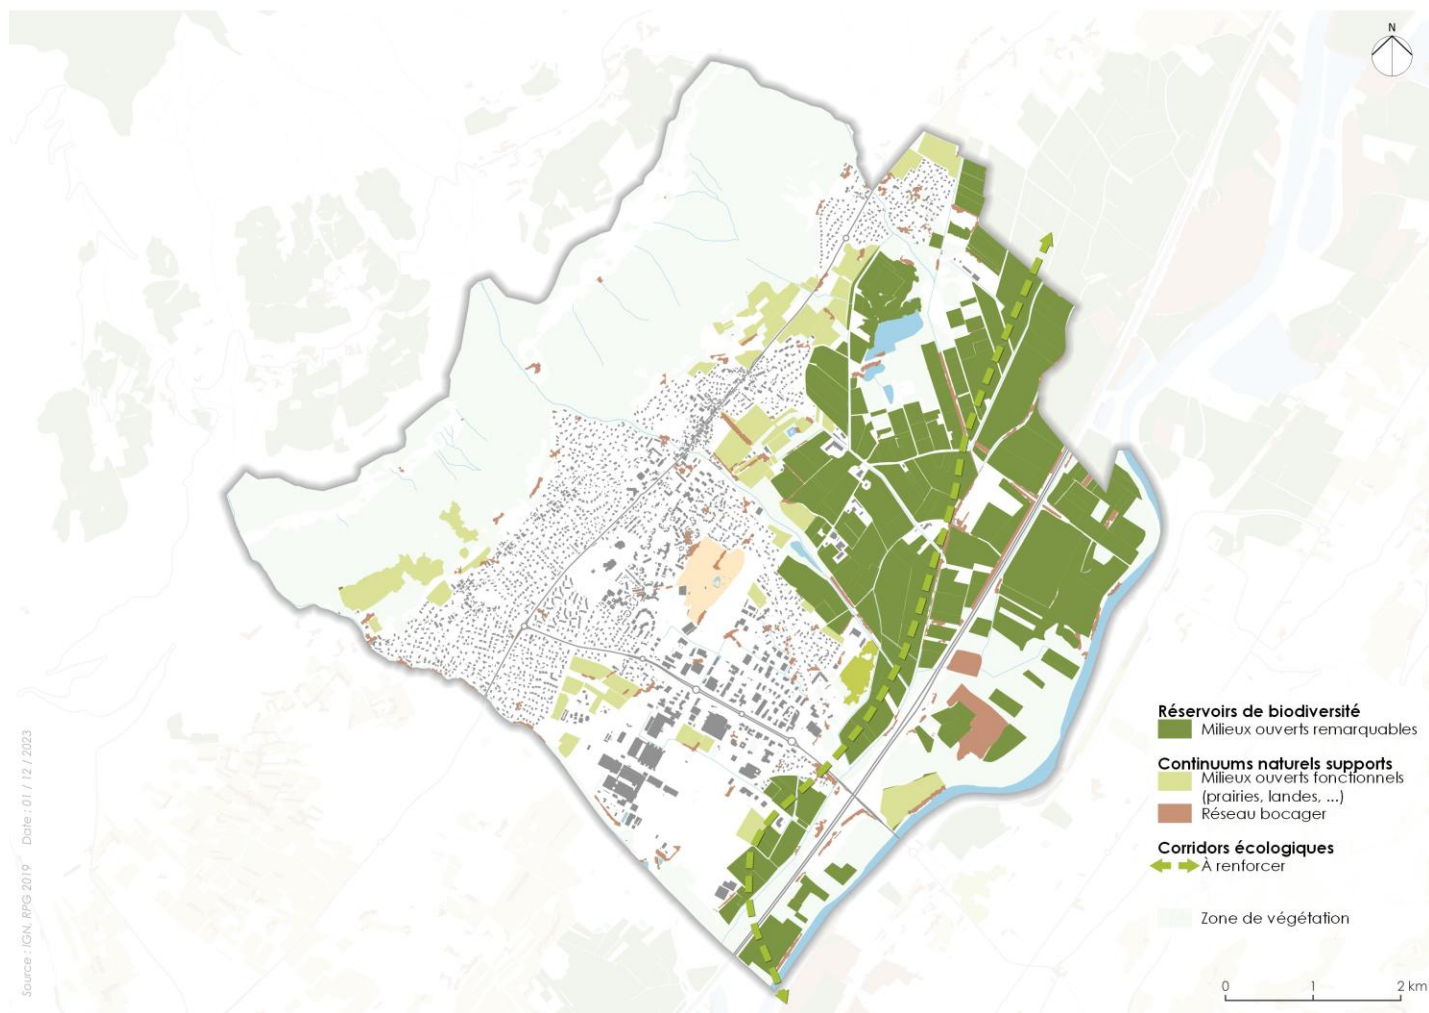 N
Réservoirs de biodiversité
Milieux ouverts remarquables
Continuums naturels supports
Milieux ouverts fonctionnels
(prairies, landes, ...)
Réseau bocager
Corridors écologiques
À renforcer
Zone de végétation
0 1 2 km
Source : IGN, RPG 2019 Date : 01 / 12 / 2023